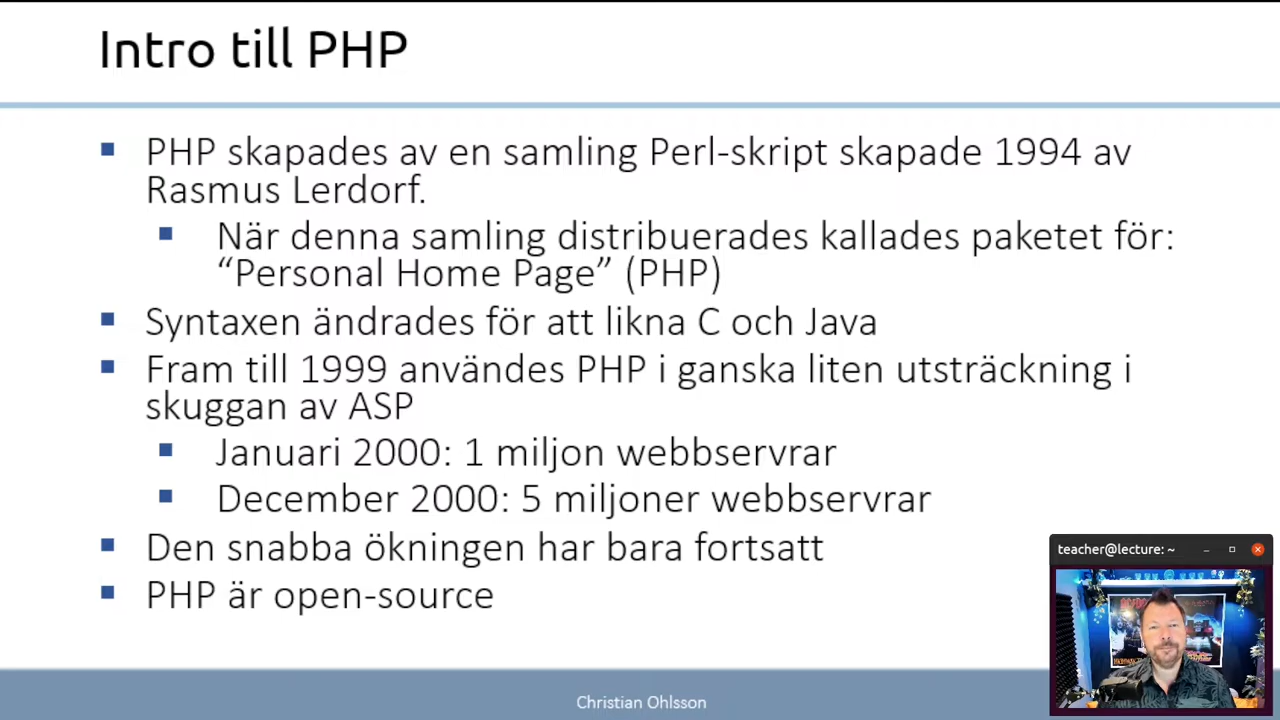 Intro till PHP
PHP skapades av en samling Perl-skript skapade 1994 av
Rasmus Lerdorf.
När denna samling distribuerades kallades paketet för:
“Personal Home Page” (PHP)
Syntaxen ändrades för att likna C och Java
Fram till 1999 användes PHP i ganska liten utsträckning i
skuggan av ASP
Januari 2000: 1 miljon webbservrar
December 2000: 5 miljoner webbservrar
Den snabba ökningen har bara fortsatt
PHP är open-source
teacher@lecture: ~
Christian Ohlsson